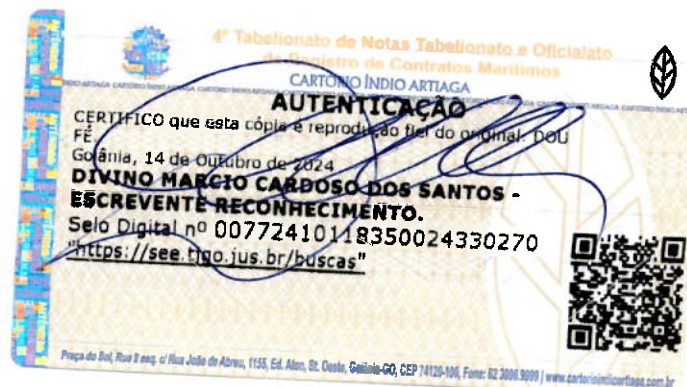 4º Tabelionato de Notas Tabelionato e Oficialato
de Registro de Contratos Marítimos
CARTÓRIO ÍNDIO ARTIAGA
AUTENTICAÇÃO
CERTIFICO que esta cópia é reprodução fiel do original. DOU
FÉ.
Goiânia, 14 de Outubro de 2024
DIVINO MARCIO CARDOSO DOS SANTOS -
ESCREVENTE RECONHECIMENTO.
Selo Digital nº 00772410118350024330270
"https://see.tjgo.jus.br/buscas"
Praça do Sol, Rua 9 esq. c/ Rua João de Abreu, 1155, Ed. Aton, St. Oeste, Goiânia-GO, CEP 74120-100, Fone: 62 3096.9999 | www.cartorioindioartiaga.com.br